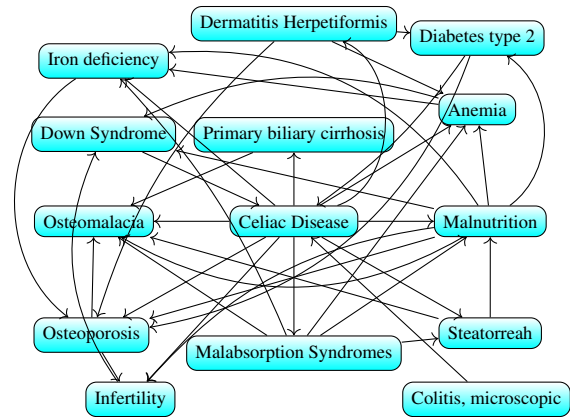 Dermatitis Herpetiformis
Diabetes type 2
Iron deficiency
Anemia
Down Syndrome
Primary biliary cirrhosis
Osteomalacia
Celiac Disease
Malnutrition
Osteoporosis
Malabsorption Syndromes
Steatorreah
Infertility
Colitis, microscopic